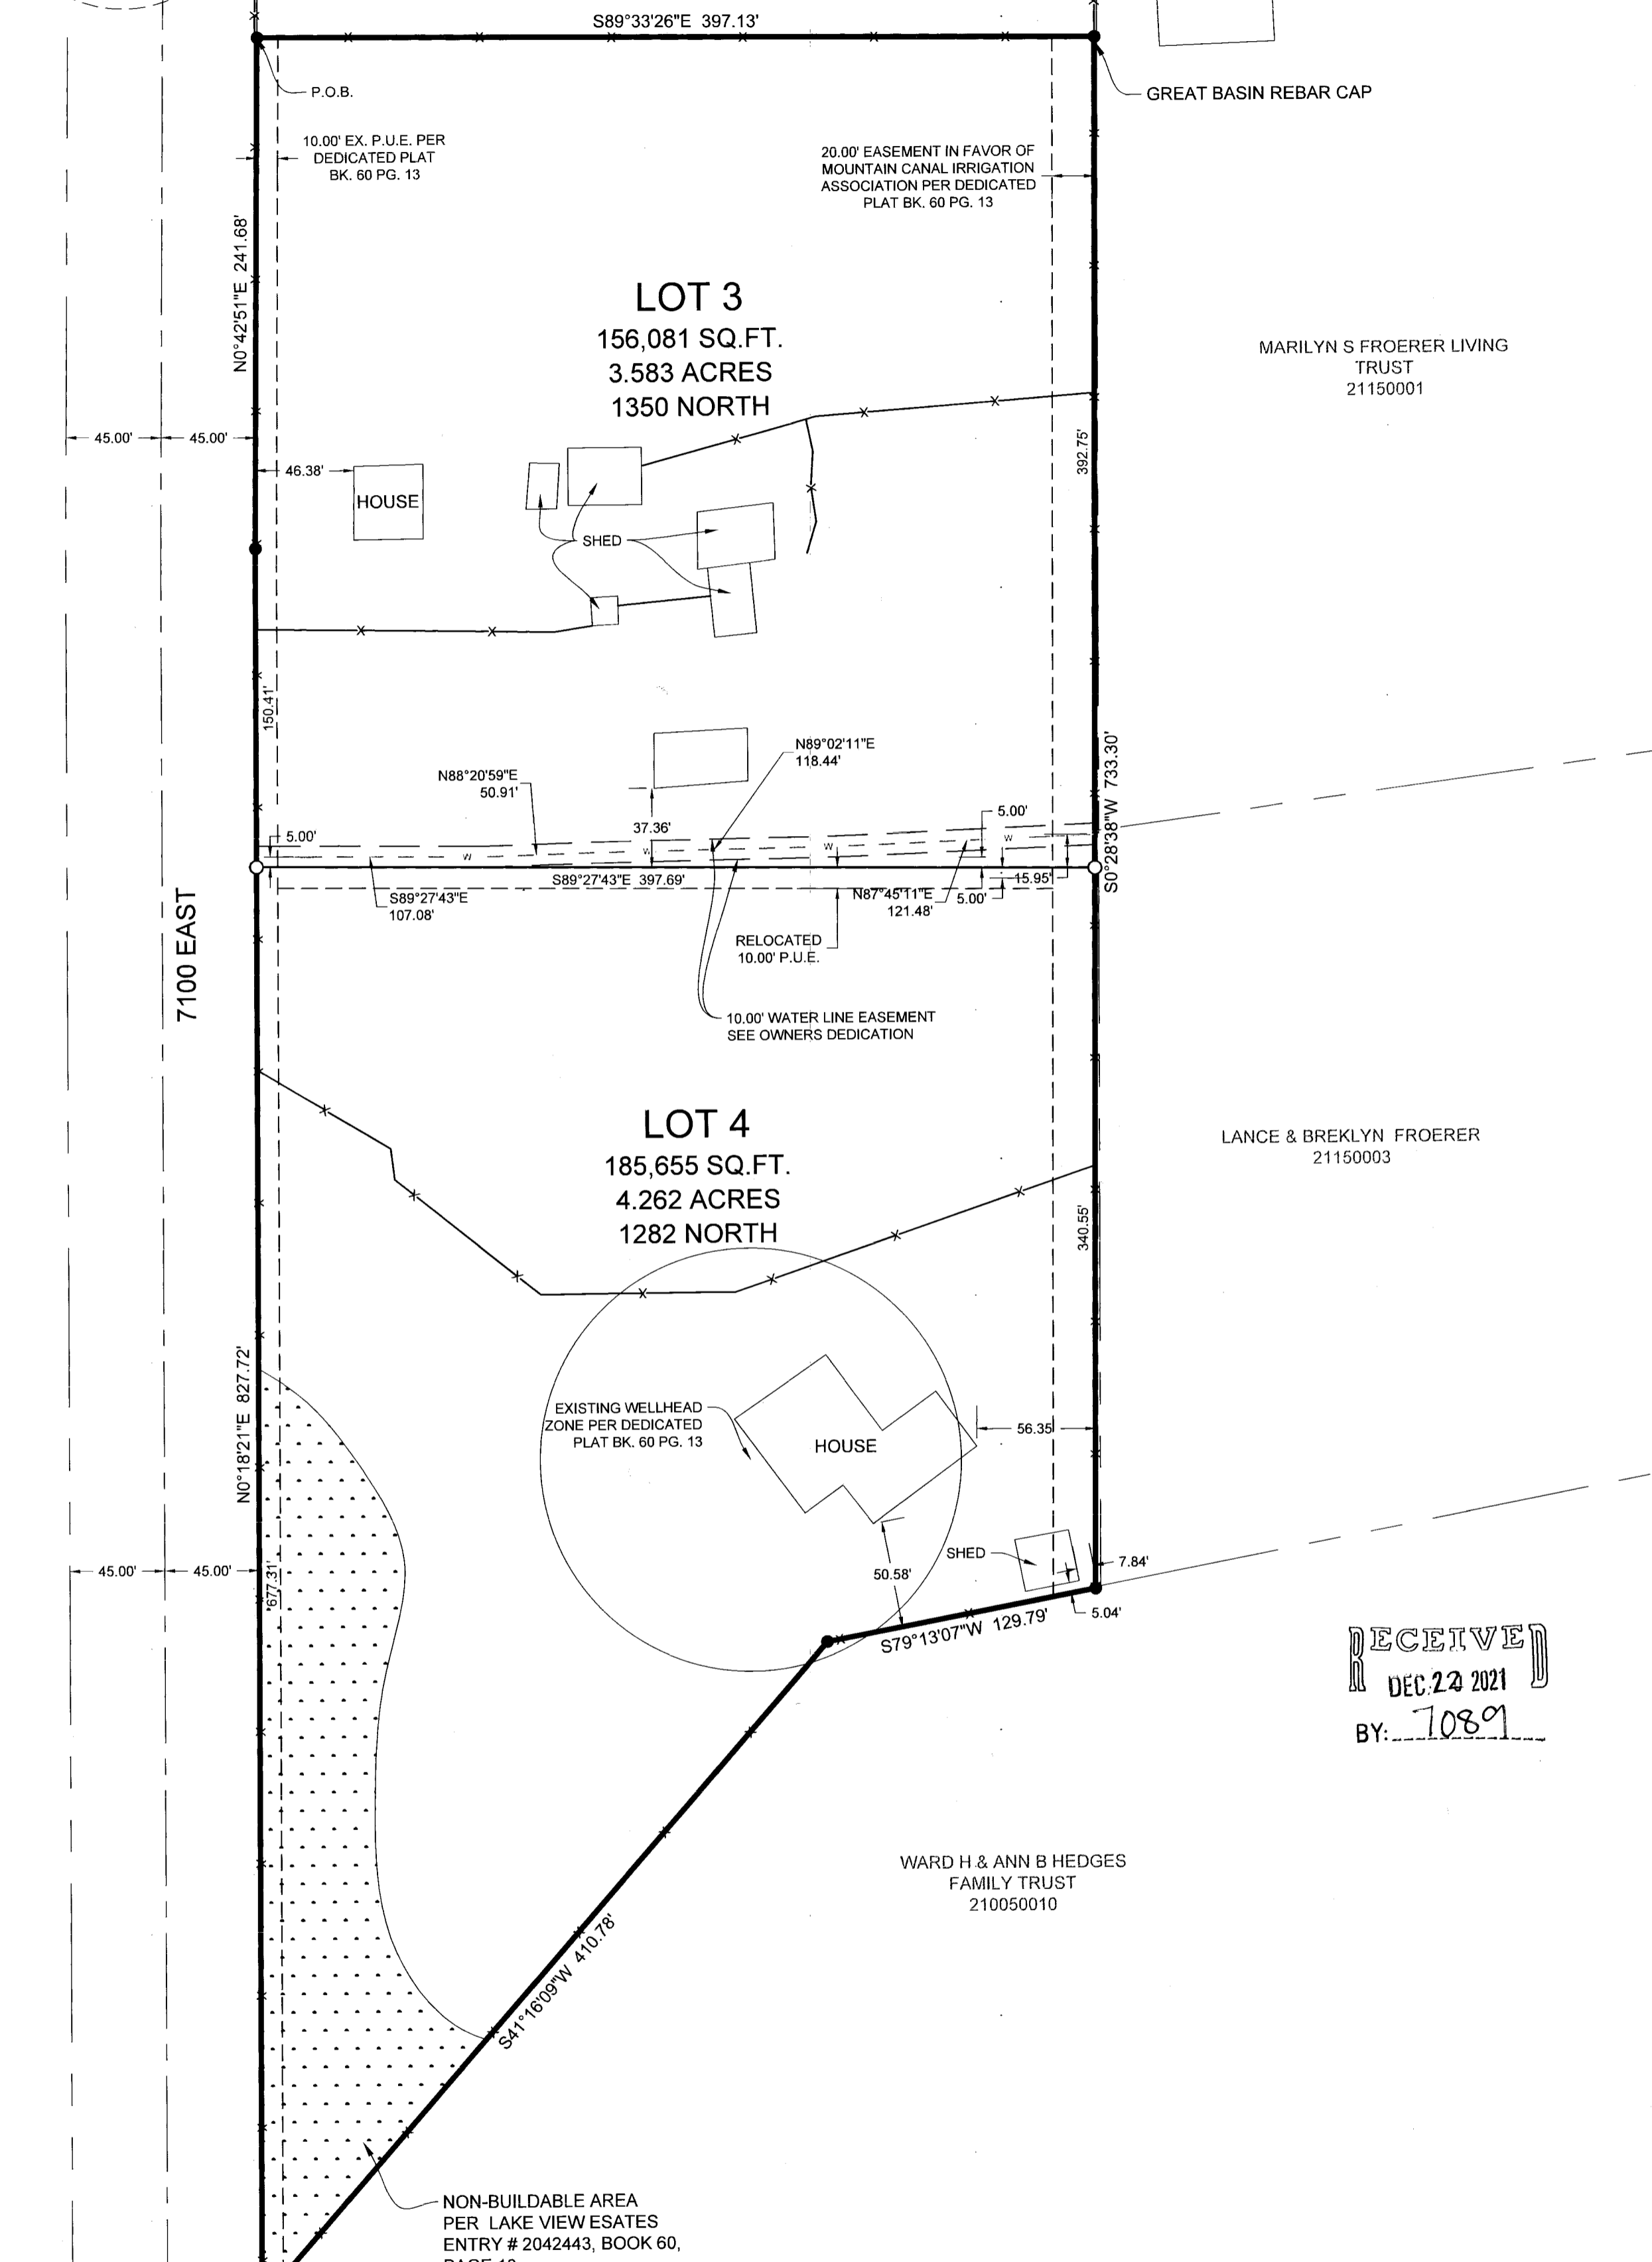 S89°33'26"E 397.13'
P.O.B.
GREAT BASIN REBAR CAP
10.00' EX. P.U.E. PER
DEDICATED PLAT
BK. 60 PG. 13
20.00' EASEMENT IN FAVOR OF
MOUNTAIN CANAL IRRIGATION
ASSOCIATION PER DEDICATED
PLAT BK. 60 PG. 13
N0°42'51"E 241.68'
LOT 3
156,081 SQ.FT.
3.583 ACRES
1350 NORTH
MARILYN S FROERER LIVING
TRUST
21150001
45.00'
45.00'
46.38'
392.75'
HOUSE
SHED
150.41'
N89°02'11"E
118.44'
N88°20'59"E
50.91'
S0°28'38"W 733.30'
5.00'
37.36'
5.00'
W
W
W
W
W
S89°27'43"E 397.69'
15.95'
S89°27'43"E
107.08'
N87°45'11"E
121.48'
5.00'
7100 EAST
RELOCATED
10.00' P.U.E.
10.00' WATER LINE EASEMENT
SEE OWNERS DEDICATION
LOT 4
185,655 SQ.FT.
4.262 ACRES
1282 NORTH
LANCE & BREKLYN FROERER
21150003
340.55'
N0°18'21"E 827.72'
EXISTING WELLHEAD
ZONE PER DEDICATED
PLAT BK. 60 PG. 13
HOUSE
56.35'
SHED
7.84'
45.00'
45.00'
677.31'
50.58'
5.04'
S79°13'07"W 129.79'
RECEIVED
DEC 2 2021
BY: 7089
WARD H & ANN B HEDGES
FAMILY TRUST
210050010
S41°16'09"W 410.78'
NON-BUILDABLE AREA
PER LAKE VIEW ESATES
ENTRY # 2042443, BOOK 60,